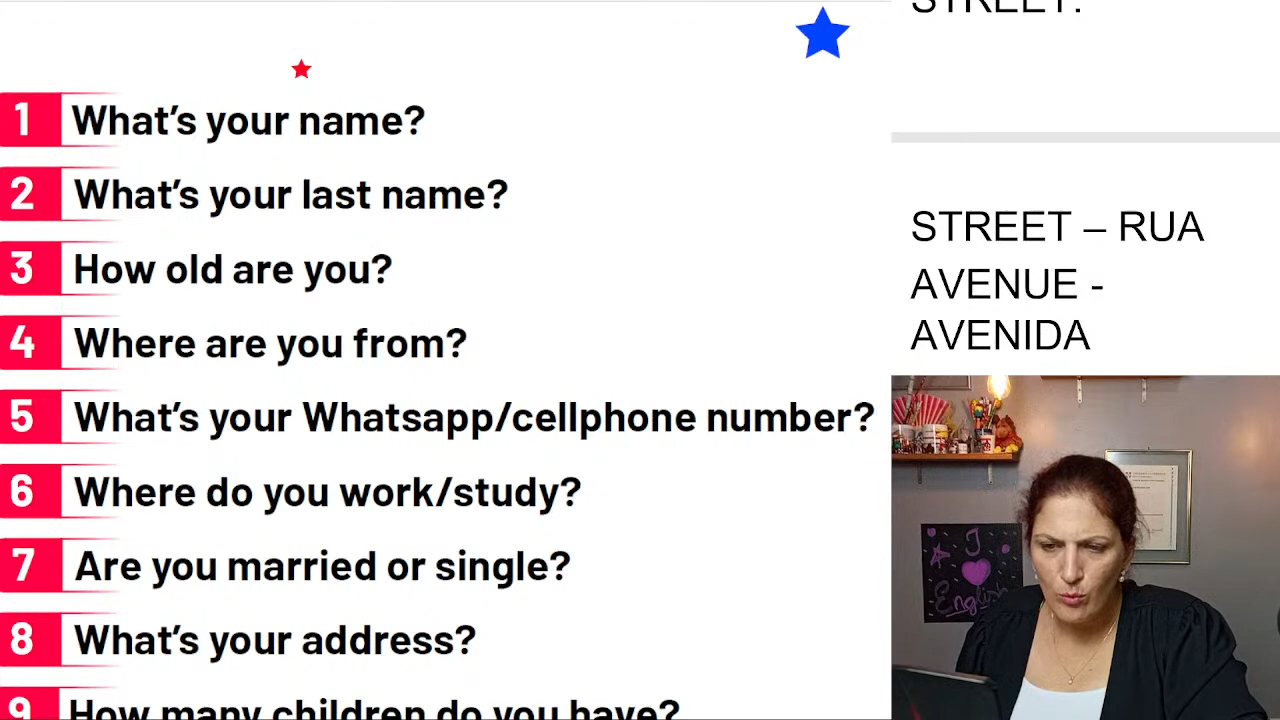 1 What's your name?
2 What's your last name?
3 How old are you?
4 Where are you from?
5 What's your Whatsapp/cellphone number?
6 Where do you work/study?
7 Are you married or single?
8 What's your address?
9 How many children do you have?
STREET:
STREET – RUA
AVENUE -
AVENIDA
I
English